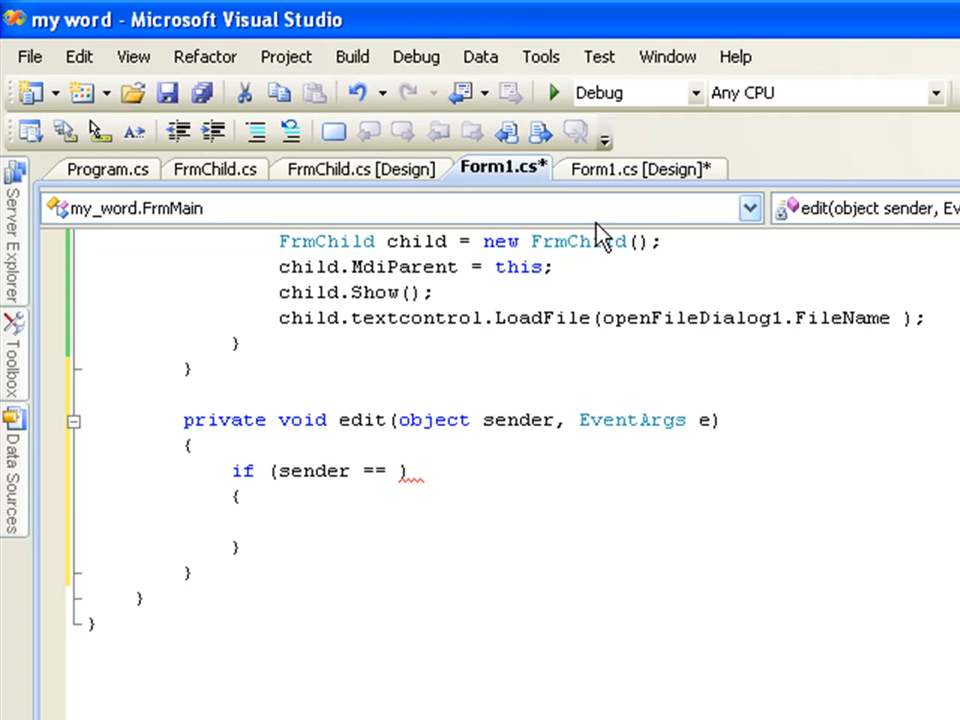 my word - Microsoft Visual Studio
File Edit View Refactor Project Build Debug Data Tools Test Window Help
Debug Any CPU
Program.cs FrmChild.cs FrmChild.cs [Design] Form1.cs* Form1.cs [Design]*
my_word.FrmMain edit(object sender, Ev
Server Explorer
Toolbox
Data Sources
FrmChild child = new FrmChild();
child.MdiParent = this;
child.Show();
child.textcontrol.LoadFile(openFileDialog1.FileName );
}
}
private void edit(object sender, EventArgs e)
{
if (sender == )
{
}
}
}
}